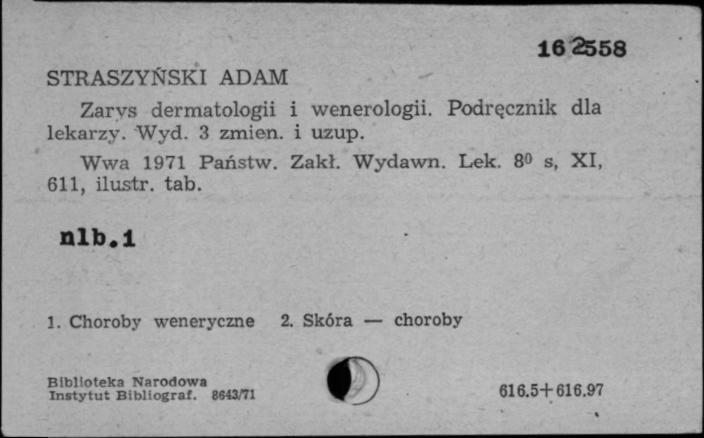 162558
STRASZYŃSKI ADAM
Zarys dermatologii i wenerologii. Podręcznik dla
lekarzy. Wyd. 3 zmien. i uzup.
Wwa 1971 Państw. Zakł. Wydawn. Lek. 8⁰ s, XI,
611, ilustr. tab.
nlb.1
1. Choroby weneryczne 2. Skóra — choroby
Biblioteka Narodowa
Instytut Bibliograf. 8643/71
616.5+616.97